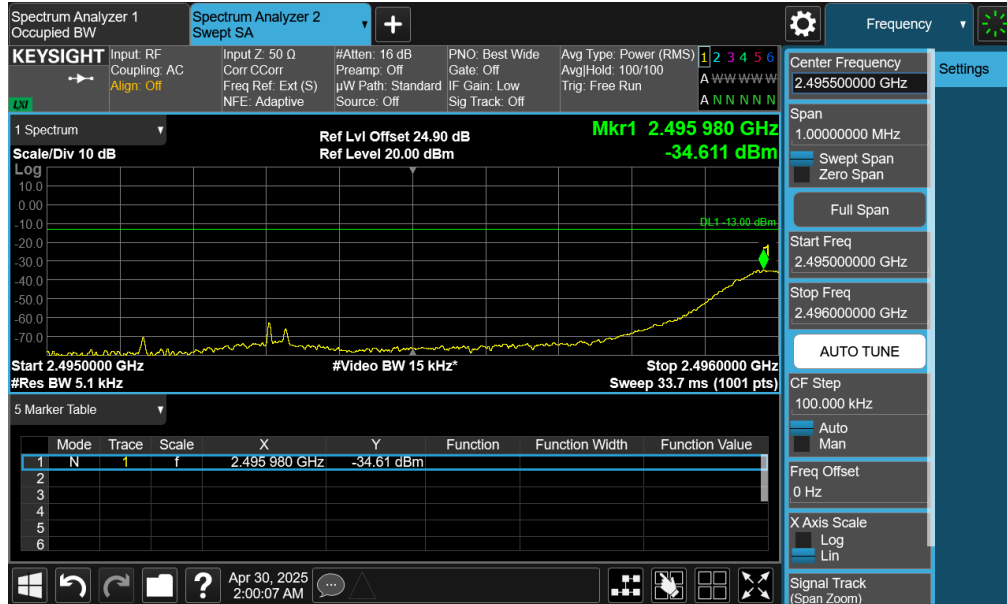 Spectrum Analyzer 1
Occupied BW
Spectrum Analyzer 2
Swept SA
+
Frequency
KEYSIGHT
LXI
Input: RF
Coupling: AC
Align: Off
Input Z: 50 Ω
Corr CCorr
Freq Ref: Ext (S)
NFE: Adaptive
#Atten: 16 dB
Preamp: Off
µW Path: Standard
Source: Off
PNO: Best Wide
Gate: Off
IF Gain: Low
Sig Track: Off
Avg Type: Power (RMS)
Avg|Hold: 100/100
Trig: Free Run
1 2 3 4 5 6
A W W W W W
A N N N N N
1 Spectrum
Scale/Div 10 dB
Ref Lvl Offset 24.90 dB
Ref Level 20.00 dBm
Mkr1 2.495 980 GHz
-34.611 dBm
Log
10.0
0.00
-10.0
-20.0
-30.0
-40.0
-50.0
-60.0
-70.0
DL1 -13.00 dBm
1
Start 2.4950000 GHz
#Res BW 5.1 kHz
#Video BW 15 kHz*
Stop 2.4960000 GHz
Sweep 33.7 ms (1001 pts)
5 Marker Table
Mode Trace Scale X Y Function Function Width Function Value
1 N 1 f 2.495 980 GHz -34.61 dBm
2
3
4
5
6
Apr 30, 2025
2:00:07 AM
?
Center Frequency
2.495500000 GHz
Span
1.00000000 MHz
Swept Span
Zero Span
Full Span
Start Freq
2.495000000 GHz
Stop Freq
2.496000000 GHz
AUTO TUNE
CF Step
100.000 kHz
Auto
Man
Freq Offset
0 Hz
X Axis Scale
Log
Lin
Signal Track
(Span Zoom)
Settings